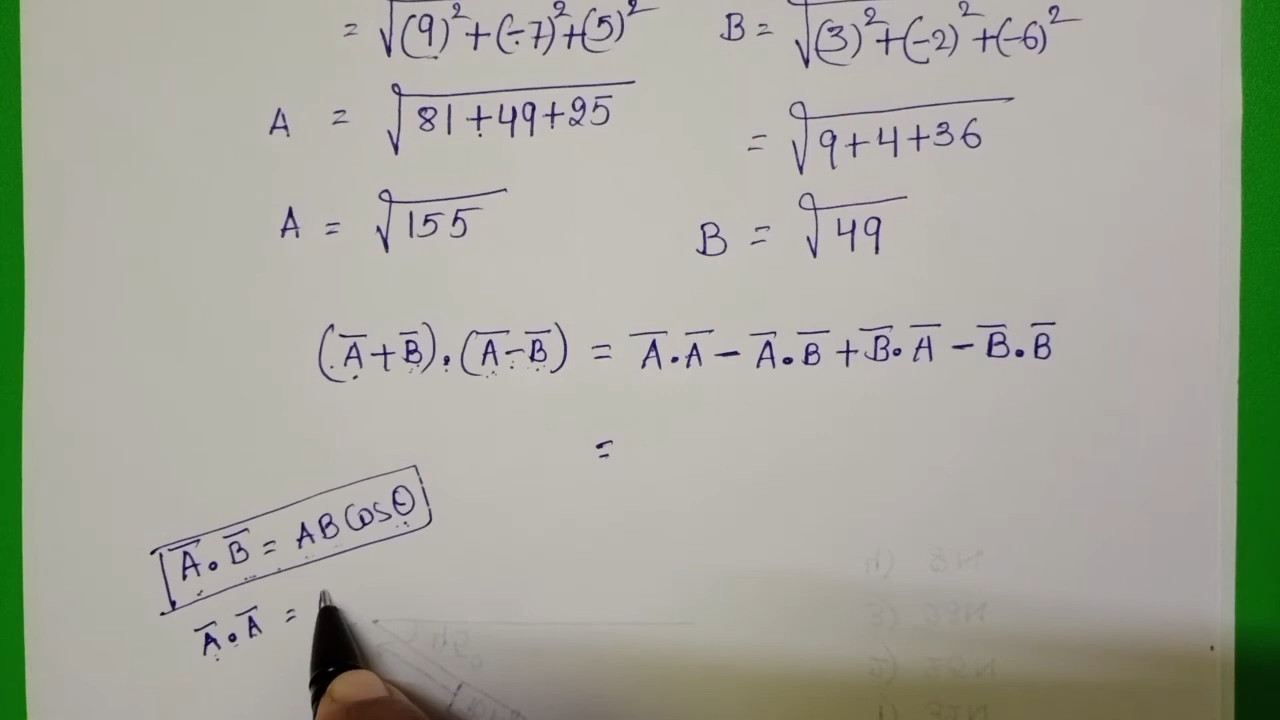 = √(9)²+(-7)²+(5)²
B = √(3)²+(-2)²+(-6)²
A = √81+49+25
= √9+4+36
A = √155
B = √49
(A̅+B̅).(A̅-B̅) = A̅.A̅ - A̅.B̅ + B̅.A̅ - B̅.B̅
=
A̅.B̅ = AB Cosθ
A̅.A̅ =